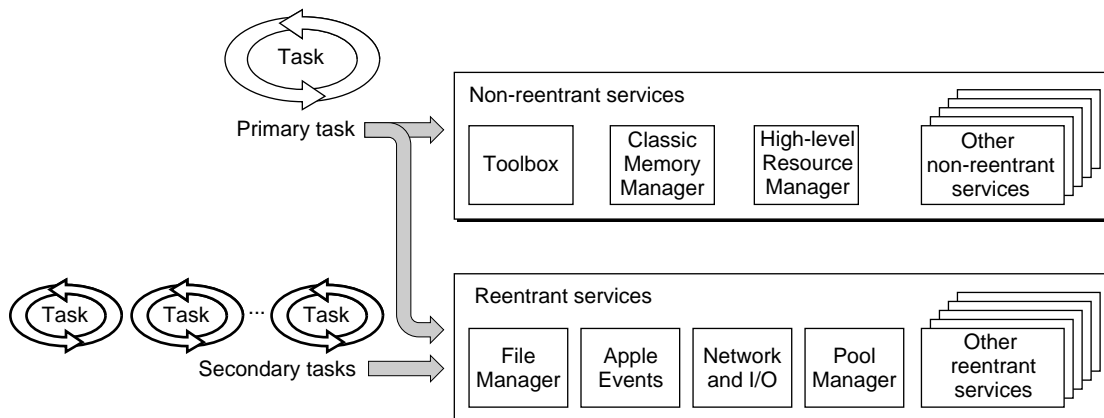 Task
Primary task
Non-reentrant services
Toolbox
Classic
Memory
Manager
High-level
Resource
Manager
Other
non-reentrant
services
Task
Task
...
Task
Secondary tasks
Reentrant services
File
Manager
Apple
Events
Network
and I/O
Pool
Manager
Other
reentrant
services